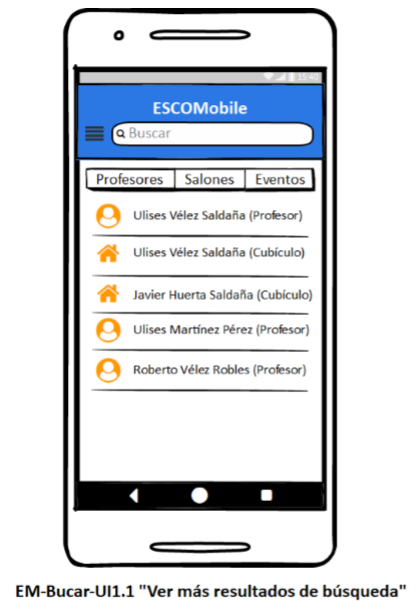 15:40
ESCOMobile
Buscar
Profesores Salones Eventos
Ulises Vélez Saldaña (Profesor)
Ulises Vélez Saldaña (Cubículo)
Javier Huerta Saldaña (Cubículo)
Ulises Martínez Pérez (Profesor)
Roberto Vélez Robles (Profesor)
EM-Bucar-UI1.1 "Ver más resultados de búsqueda"